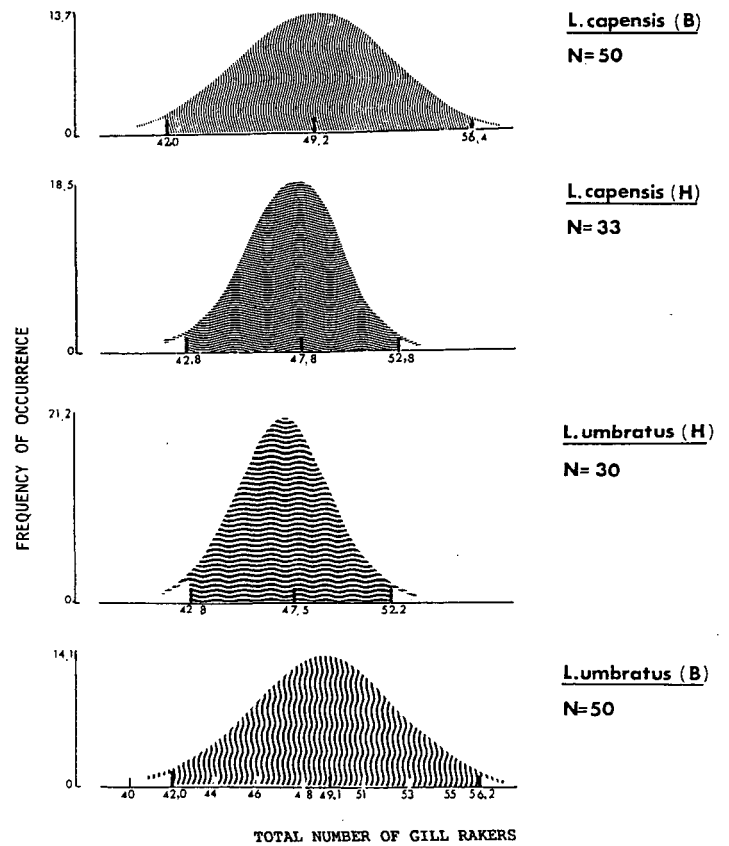 13,7
0
42,0 49,2 56,4
L. capensis (B)
N=50
18,5
0
42,8 47,8 52,8
L. capensis (H)
N=33
21,2
0
42 8 47,5 52,2
L. umbratus (H)
N=30
14,1
0
40 42,0 44 46 48 49,1 51 53 55 56,2
L. umbratus (B)
N=50
FREQUENCY OF OCCURRENCE
TOTAL NUMBER OF GILL RAKERS